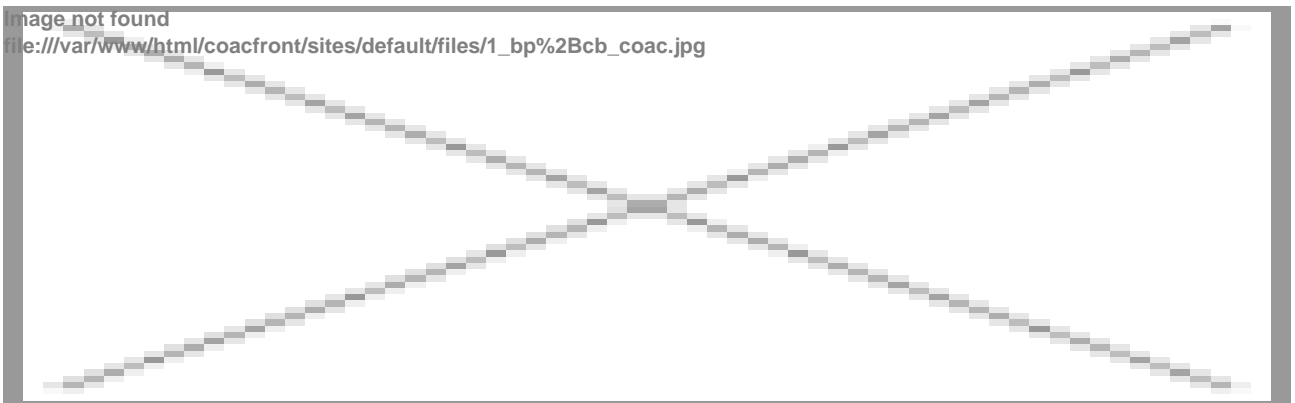 Image not found
file:///var/www/html/coacfront/sites/default/files/1_bp%2Bcb_coac.jpg